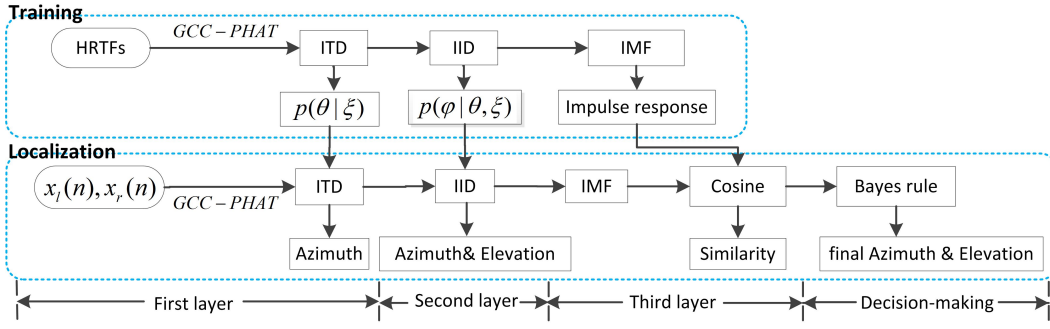 Training
HRTFs
GCC-PHAT
ITD
IID
IMF
p(θ|ξ)
p(φ|θ,ξ)
Impulse response
Localization
x_l(n),x_r(n)
GCC-PHAT
ITD
IID
IMF
Cosine
Bayes rule
Azimuth
Azimuth& Elevation
Similarity
final Azimuth & Elevation
First layer
Second layer
Third layer
Decision-making